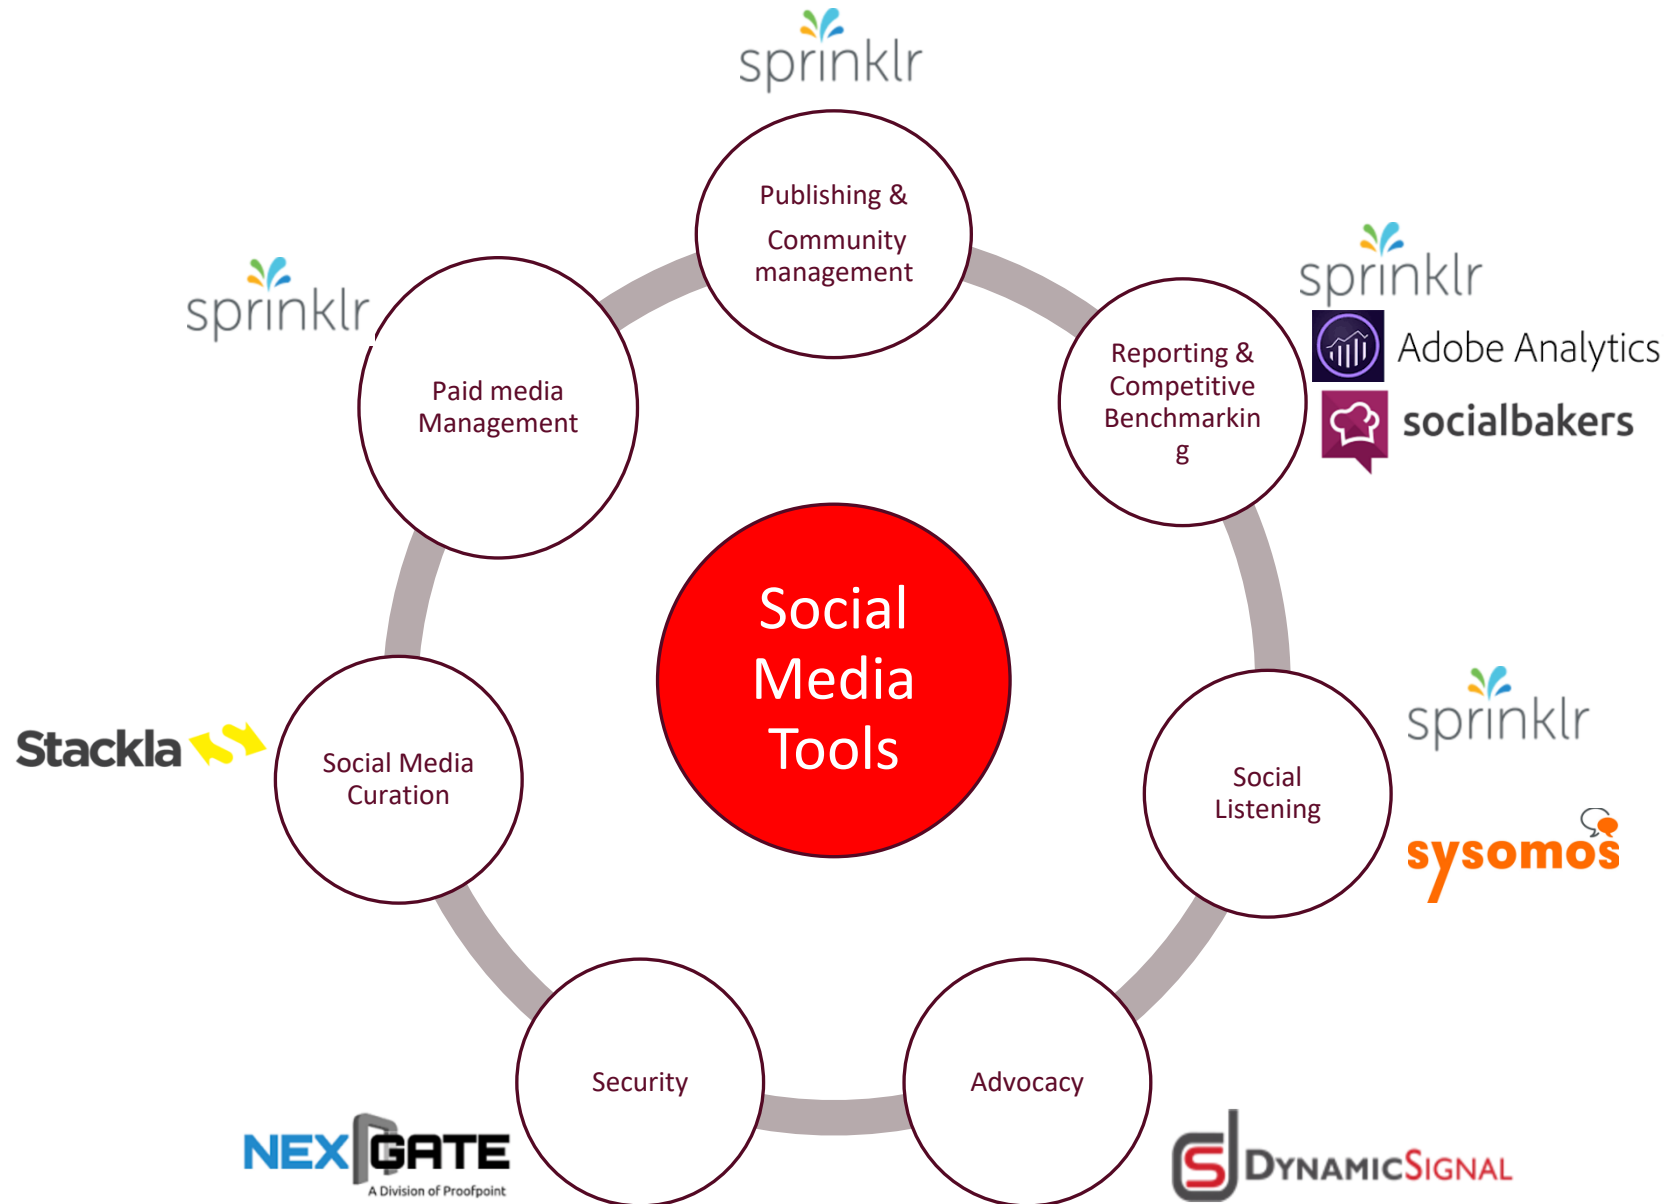 sprinklr
Publishing &
Community
management
sprinklr
Paid media
Management
sprinklr
Adobe Analytics
socialbakers
Reporting &
Competitive
Benchmarkin
g
Social
Media
Tools
sprinklr
sysomos
Social
Listening
Stackla
Social Media
Curation
Security
NEXGATE
A Division of Proofpoint
Advocacy
DYNAMICSIGNAL